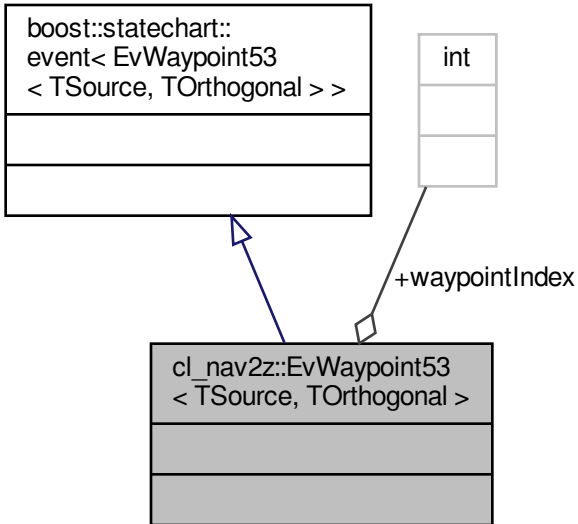 boost::statechart::
event< EvWaypoint53
< TSource, TOrthogonal > >
int
+waypointIndex
cl_nav2z::EvWaypoint53
< TSource, TOrthogonal >